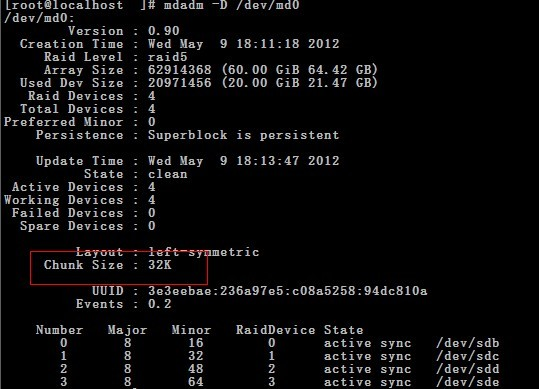 [root@localhost  ]# mdadm -D /dev/md0
/dev/md0:
Version : 0.90
Creation Time : Wed May  9 18:11:18 2012
Raid Level : raid5
Array Size : 62914368 (60.00 GiB 64.42 GB)
Used Dev Size : 20971456 (20.00 GiB 21.47 GB)
Raid Devices : 4
Total Devices : 4
Preferred Minor : 0
Persistence : Superblock is persistent
Update Time : Wed May  9 18:13:47 2012
State : clean
Active Devices : 4
Working Devices : 4
Failed Devices : 0
Spare Devices : 0
Layout : left-symmetric
Chunk Size : 32K
UUID : 3e3eebae:236a97e5:c08a5258:94dc810a
Events : 0.2
Number   Major   Minor   RaidDevice State
0       8       16        0      active sync   /dev/sdb
1       8       32        1      active sync   /dev/sdc
2       8       48        2      active sync   /dev/sdd
3       8       64        3      active sync   /dev/sde